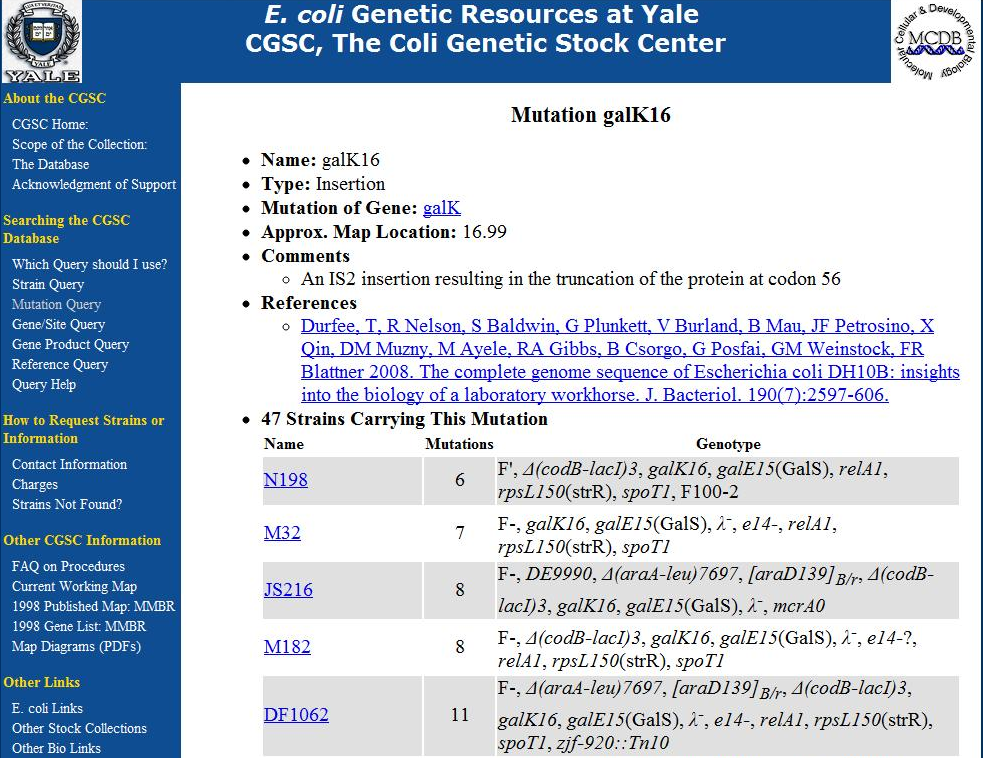 E. coli Genetic Resources at Yale
CGSC, The Coli Genetic Stock Center
LUX ET VERITAS
YALE
Molecular, Cellular & Developmental Biology
MCDB
About the CGSC
CGSC Home:
Scope of the Collection:
The Database
Acknowledgment of Support
Searching the CGSC
Database
Which Query should I use?
Strain Query
Mutation Query
Gene/Site Query
Gene Product Query
Reference Query
Query Help
How to Request Strains or
Information
Contact Information
Charges
Strains Not Found?
Other CGSC Information
FAQ on Procedures
Current Working Map
1998 Published Map: MMBR
1998 Gene List: MMBR
Map Diagrams (PDFs)
Other Links
E. coli Links
Other Stock Collections
Other Bio Links
Mutation galK16
• Name: galK16
• Type: Insertion
• Mutation of Gene: galK
• Approx. Map Location: 16.99
• Comments
◦ An IS2 insertion resulting in the truncation of the protein at codon 56
• References
◦ Durfee, T, R Nelson, S Baldwin, G Plunkett, V Burland, B Mau, JF Petrosino, X
Qin, DM Muzny, M Ayele, RA Gibbs, B Csorgo, G Posfai, GM Weinstock, FR
Blattner 2008. The complete genome sequence of Escherichia coli DH10B: insights
into the biology of a laboratory workhorse. J. Bacteriol. 190(7):2597-606.
• 47 Strains Carrying This Mutation
Name Mutations Genotype
N198 6 F', Δ(codB-lacI)3, galK16, galE15(GalS), relA1,
rpsL150(strR), spoT1, F100-2
M32 7 F-, galK16, galE15(GalS), λ-, e14-, relA1,
rpsL150(strR), spoT1
JS216 8 F-, DE9990, Δ(araA-leu)7697, [araD139]B/r, Δ(codB-
lacI)3, galK16, galE15(GalS), λ-, mcrA0
M182 8 F-, Δ(codB-lacI)3, galK16, galE15(GalS), λ-, e14-?,
relA1, rpsL150(strR), spoT1
DF1062 11 F-, Δ(araA-leu)7697, [araD139]B/r, Δ(codB-lacI)3,
galK16, galE15(GalS), λ-, e14-, relA1, rpsL150(strR),
spoT1, zjf-920::Tn10